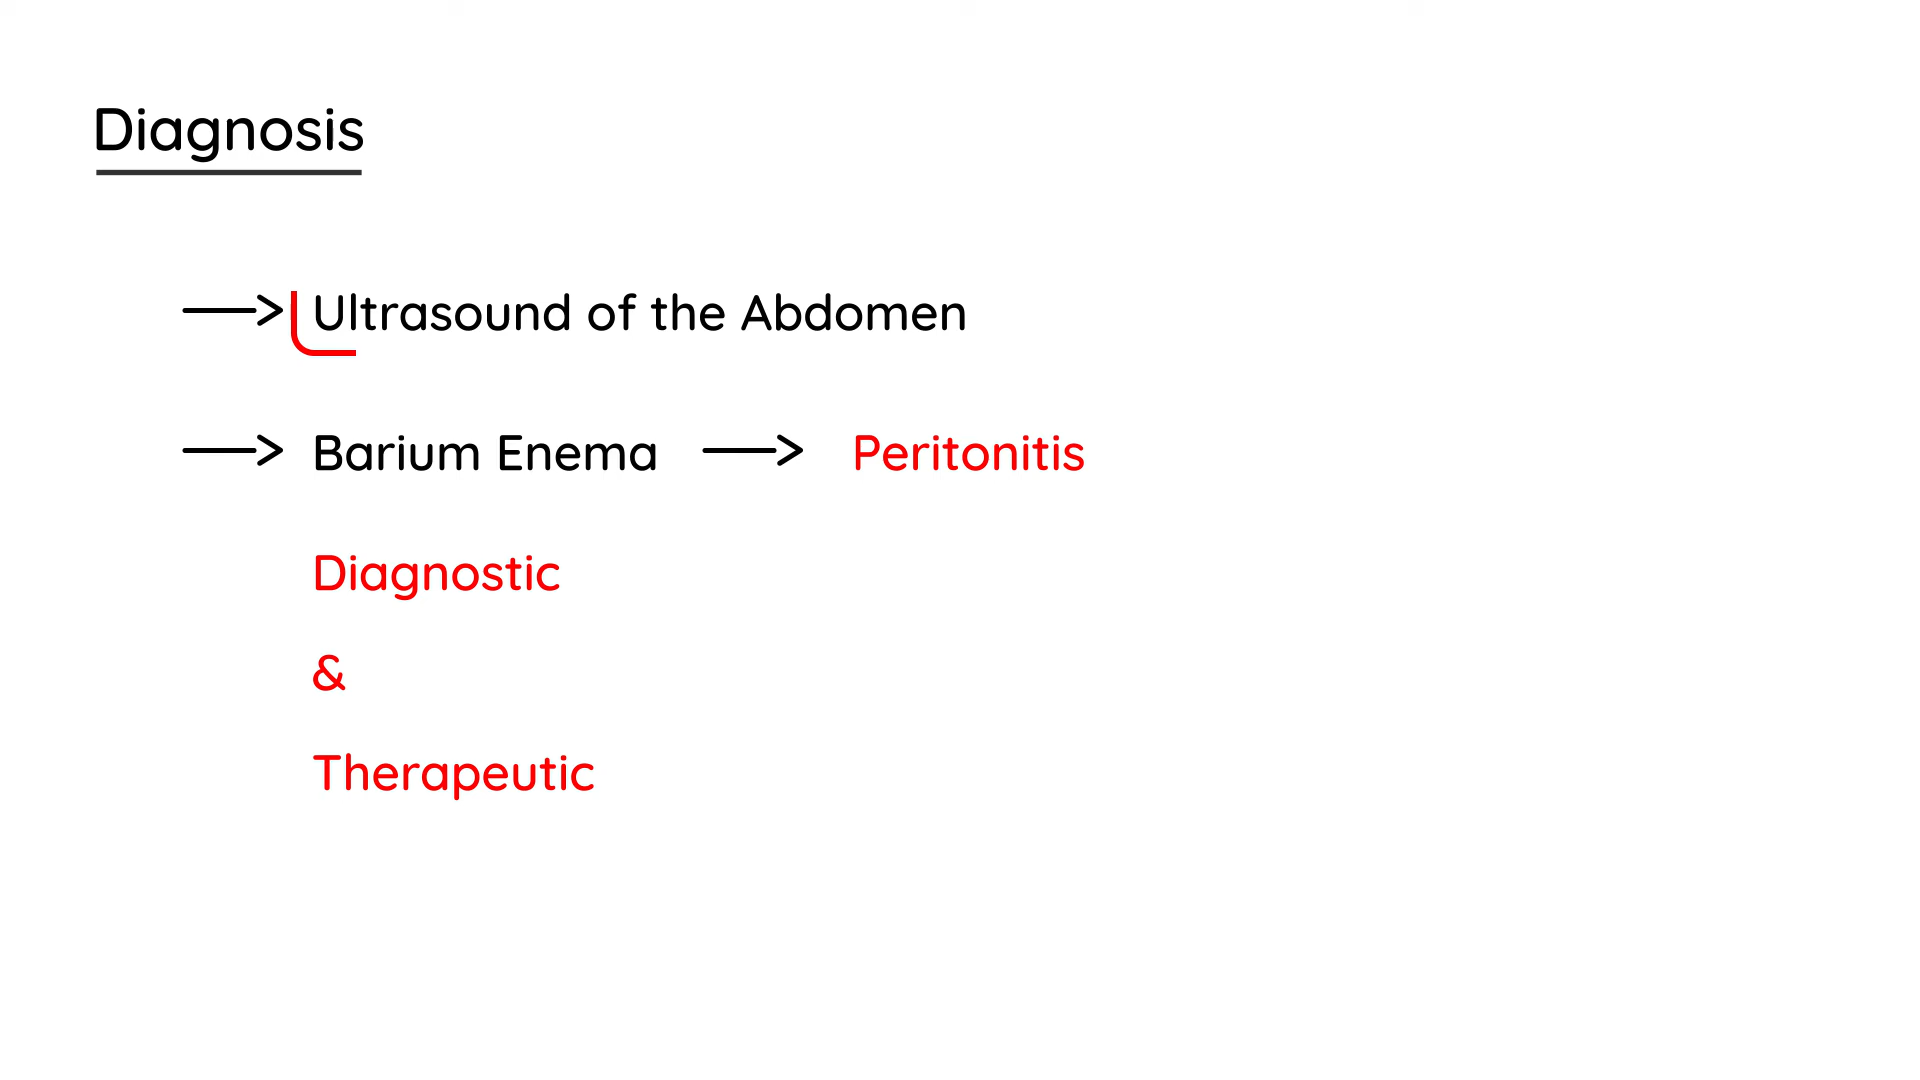 Diagnosis
Ultrasound of the Abdomen
Barium Enema Peritonitis
Diagnostic
&
Therapeutic